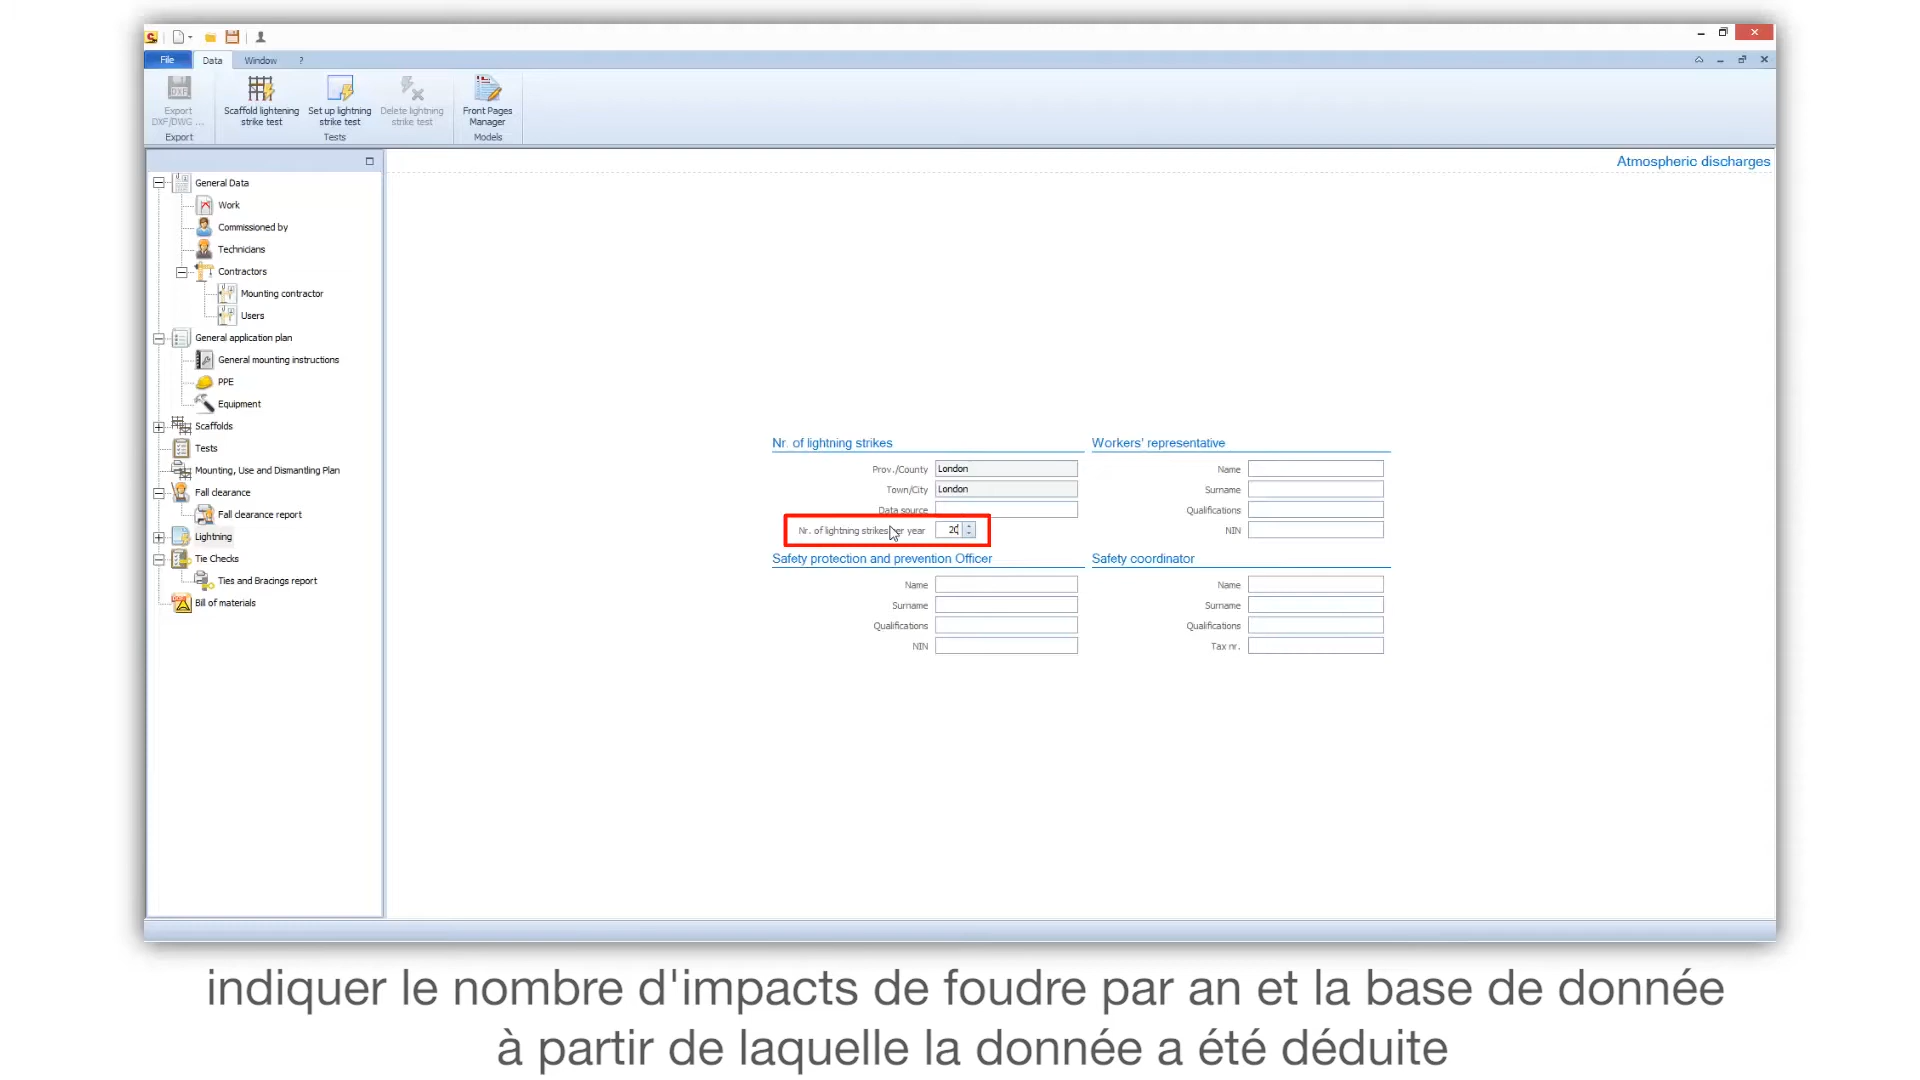 File Data Window ?
Export DXF/DWG ...
Scaffold lightening strike test
Set up lightning strike test
Delete lightning strike test
Front Pages Manager
Export Tests Models
Atmospheric discharges
General Data
Work
Commissioned by
Technicians
Contractors
Mounting contractor
Users
General application plan
General mounting instructions
PPE
Equipment
Scaffolds
Tests
Mounting, Use and Dismantling Plan
Fall clearance
Fall clearance report
Lightning
Tie Checks
Ties and Bracings report
Bill of materials
Nr. of lightning strikes
Prov./County London
Town/City London
Data source
Nr. of lightning strikes per year 20
Workers' representative
Name
Surname
Qualifications
NIN
Safety protection and prevention Officer
Name
Surname
Qualifications
NIN
Safety coordinator
Name
Surname
Qualifications
Tax nr.
indiquer le nombre d'impacts de foudre par an et la base de donnée
à partir de laquelle la donnée a été déduite